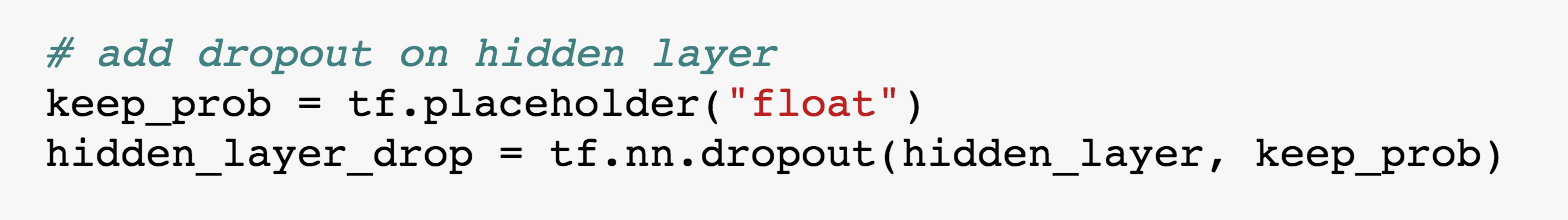 # add dropout on hidden layer
keep_prob = tf.placeholder("float")
hidden_layer_drop = tf.nn.dropout(hidden_layer, keep_prob)